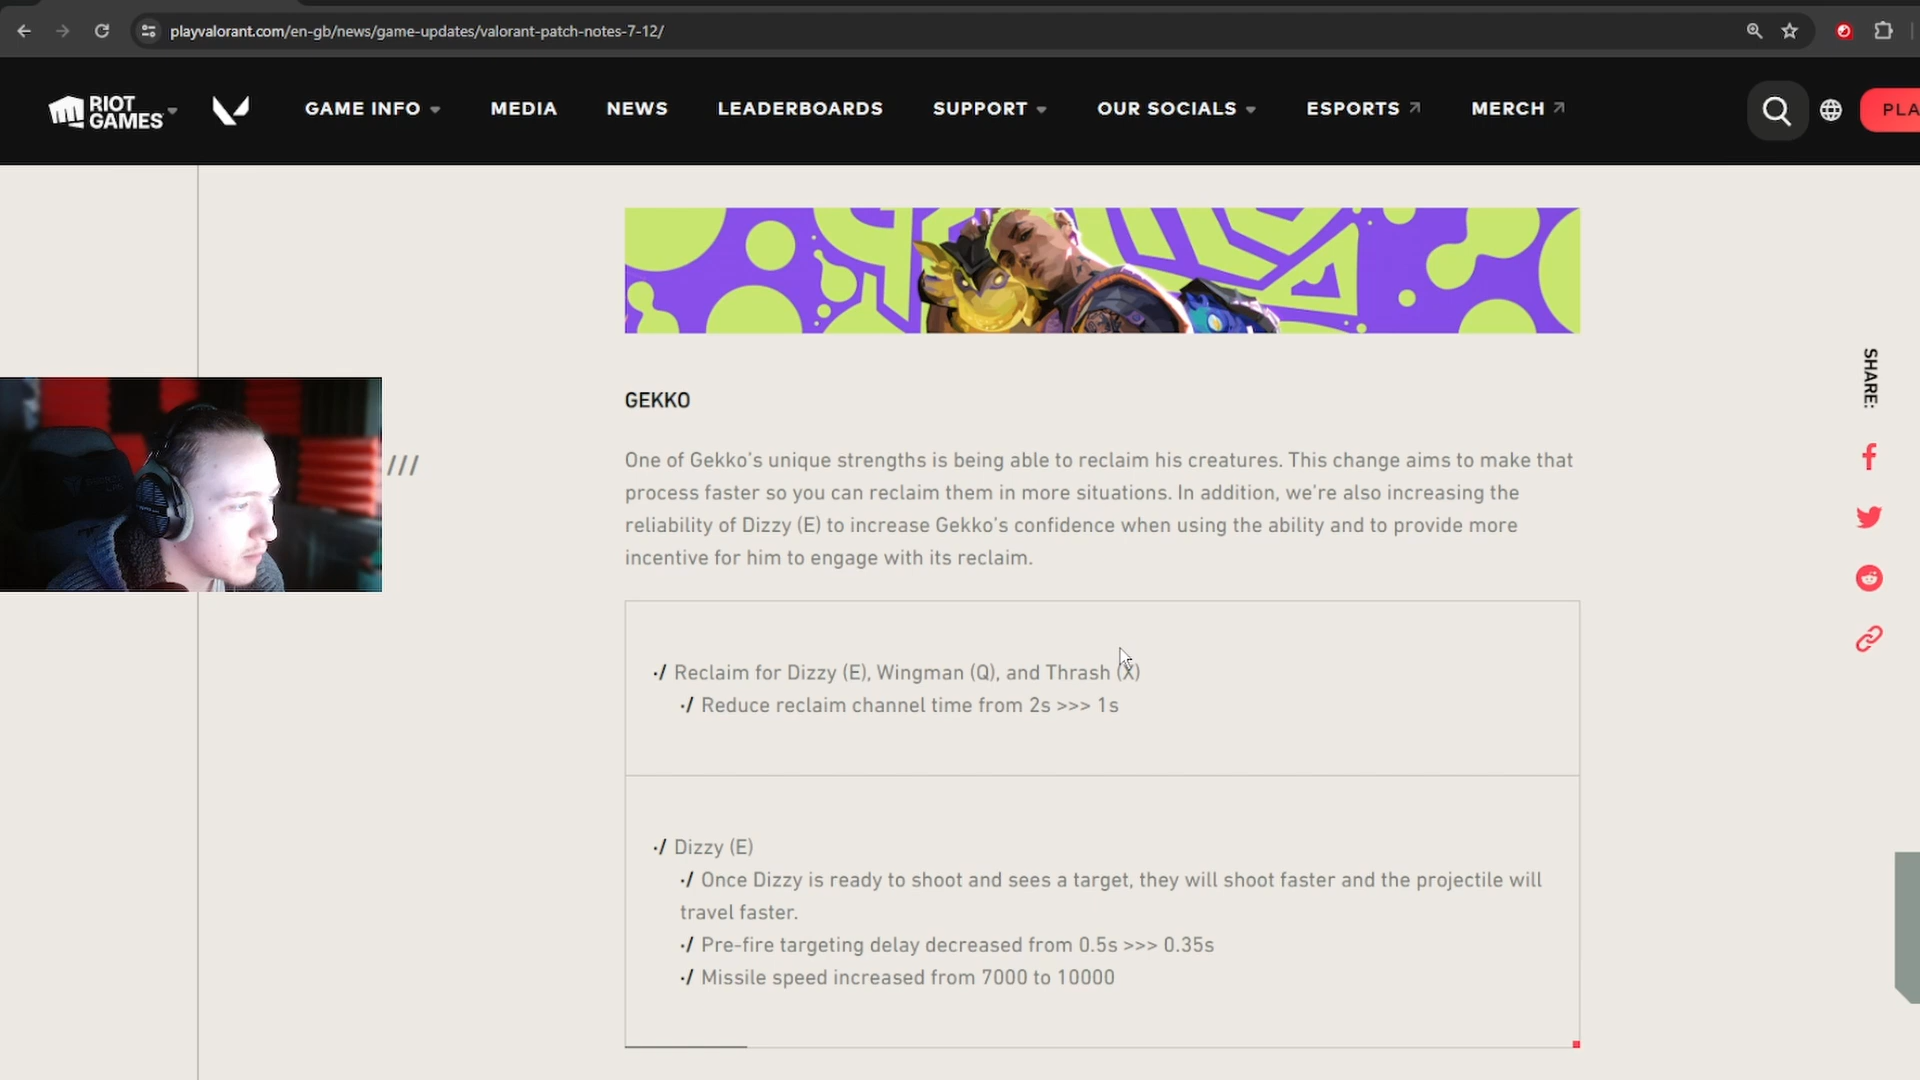 playvalorant.com/en-gb/news/game-updates/valorant-patch-notes-7-12/
RIOT GAMES
GAME INFO
MEDIA
NEWS
LEADERBOARDS
SUPPORT
OUR SOCIALS
ESPORTS
MERCH
PLA
GEKKO
///
One of Gekko's unique strengths is being able to reclaim his creatures. This change aims to make that
process faster so you can reclaim them in more situations. In addition, we're also increasing the
reliability of Dizzy (E) to increase Gekko's confidence when using the ability and to provide more
incentive for him to engage with its reclaim.
·/ Reclaim for Dizzy (E), Wingman (Q), and Thrash (X)
·/ Reduce reclaim channel time from 2s >>> 1s
·/ Dizzy (E)
·/ Once Dizzy is ready to shoot and sees a target, they will shoot faster and the projectile will
travel faster.
·/ Pre-fire targeting delay decreased from 0.5s >>> 0.35s
·/ Missile speed increased from 7000 to 10000
SHARE: